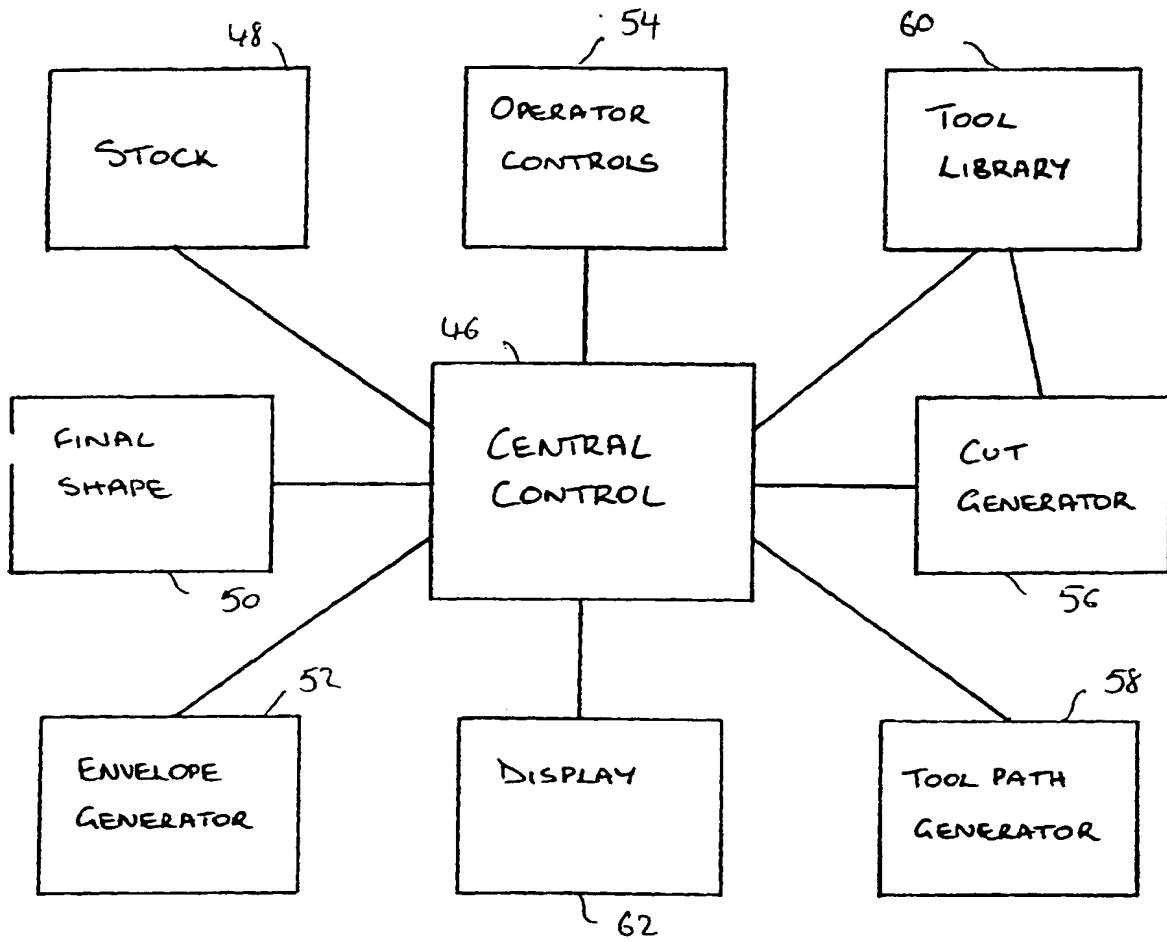 48
54
60
STOCK
OPERATOR
CONTROLS
TOOL
LIBRARY
46
FINAL
SHAPE
CENTRAL
CONTROL
CUT
GENERATOR
50
56
52
58
ENVELOPE
GENERATOR
DISPLAY
TOOL PATH
GENERATOR
62